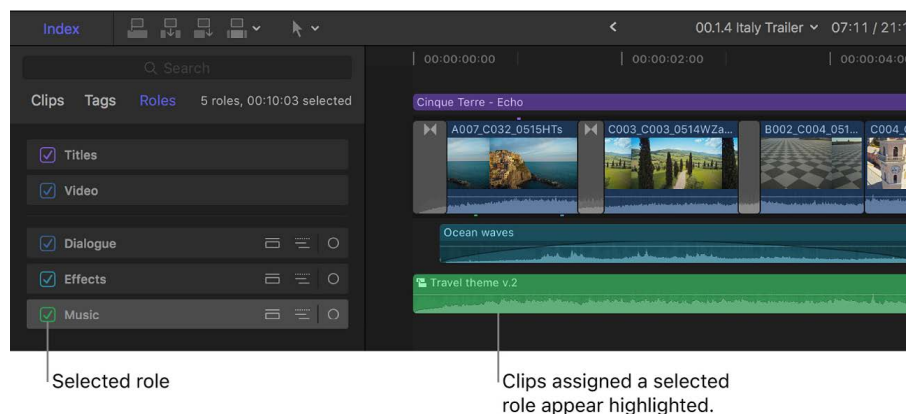 Index
00.1.4 Italy Trailer
07:11 / 21:1
Search
00:00:00:00
00:00:02:00
00:00:04:0
Clips
Tags
Roles
5 roles, 00:10:03 selected
Cinque Terre - Echo
A007_C032_0515HTs
C003_C003_0514WZa...
B002_C004_051...
C004_
Titles
Video
Dialogue
Ocean waves
Effects
Travel theme v.2
Music
Selected role
Clips assigned a selected
role appear highlighted.